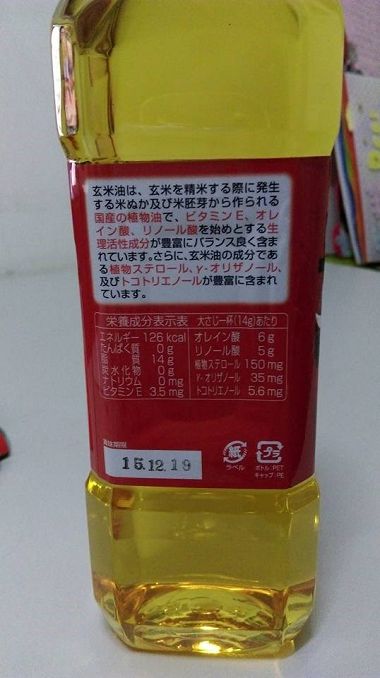 玄米油は、玄米を精米する際に発生
する米ぬか及び米胚芽から作られる
国産の植物油で、ビタミンE、オレ
イン酸、リノール酸を始めとする生
理活性成分が豊富にバランス良く含ま
れています。さらに、玄米油の成分であ
る植物ステロール、γ-オリザノール、
及びトコトリエノールが豊富に含まれ
ています。
栄養成分表示表 大さじ一杯(14g)あたり
エネルギー 126 kcal オレイン酸 6 g
たんぱく質 0 g リノール酸 5 g
脂質 14 g 植物ステロール 150 mg
炭水化物 0 g γ-オリザノール 35 mg
ナトリウム 0 mg トコトリエノール 5.6 mg
ビタミンE 3.5 mg
賞味期限
15.12.19
紙
ラベル
プラ
ボトル:PET
キャップ:PE